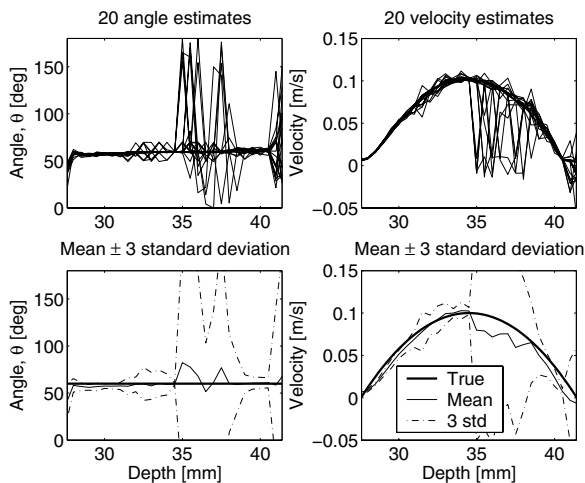 20 angle estimates
20 velocity estimates
Angle, θ [deg]
150
100
50
0
30
35
40
Velocity [m/s]
0.15
0.1
0.05
0
−0.05
30
35
40
Mean ± 3 standard deviation
Mean ± 3 standard deviation
Angle, θ [deg]
150
100
50
0
30
35
40
Depth [mm]
Velocity [m/s]
0.15
0.1
0.05
0
−0.05
True
Mean
3 std
30
35
40
Depth [mm]